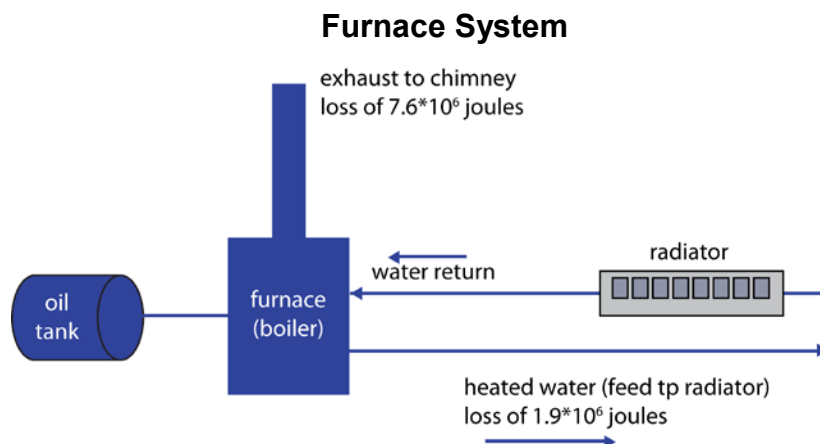 Furnace System
exhaust to chimney
loss of 7.6*10⁶ joules
radiator
water return
oil
tank
furnace
(boiler)
heated water (feed tp radiator)
loss of 1.9*10⁶ joules